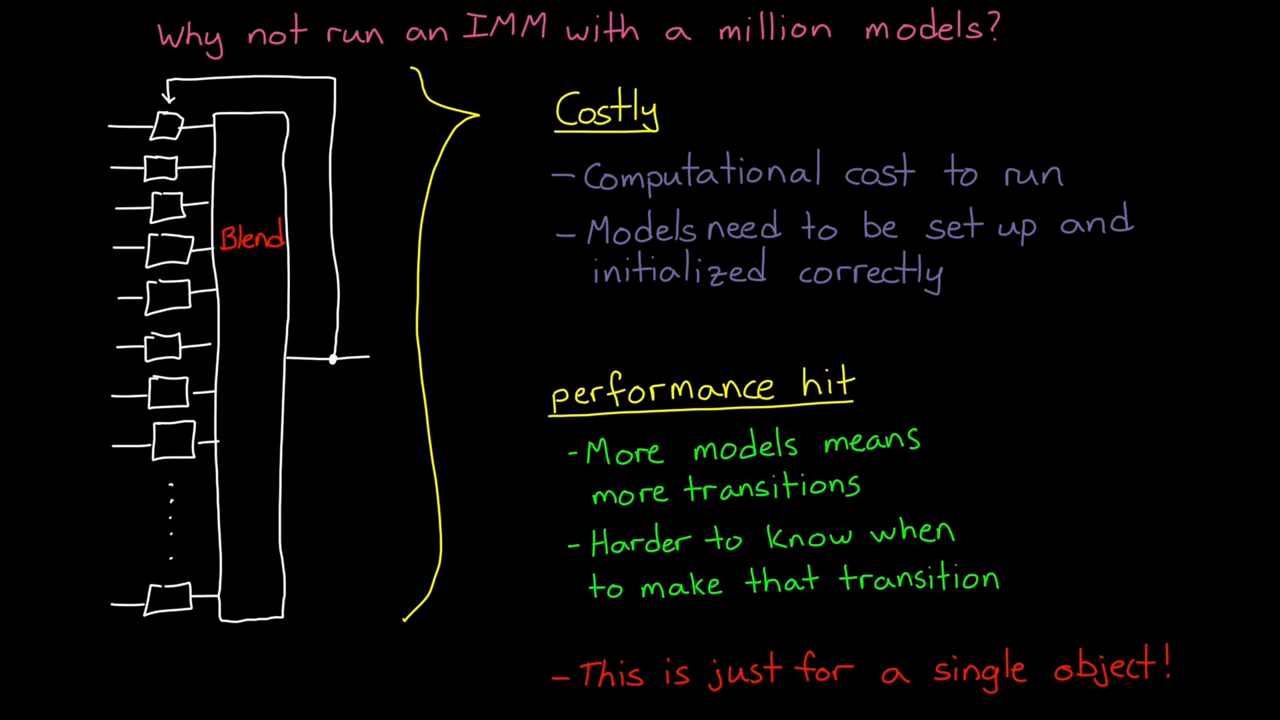 Why not run an IMM with a million models?
Blend
Costly
- Computational cost to run
- Models need to be set up and
initialized correctly
performance hit
- More models means
more transitions
- Harder to know when
to make that transition
- This is just for a single object!